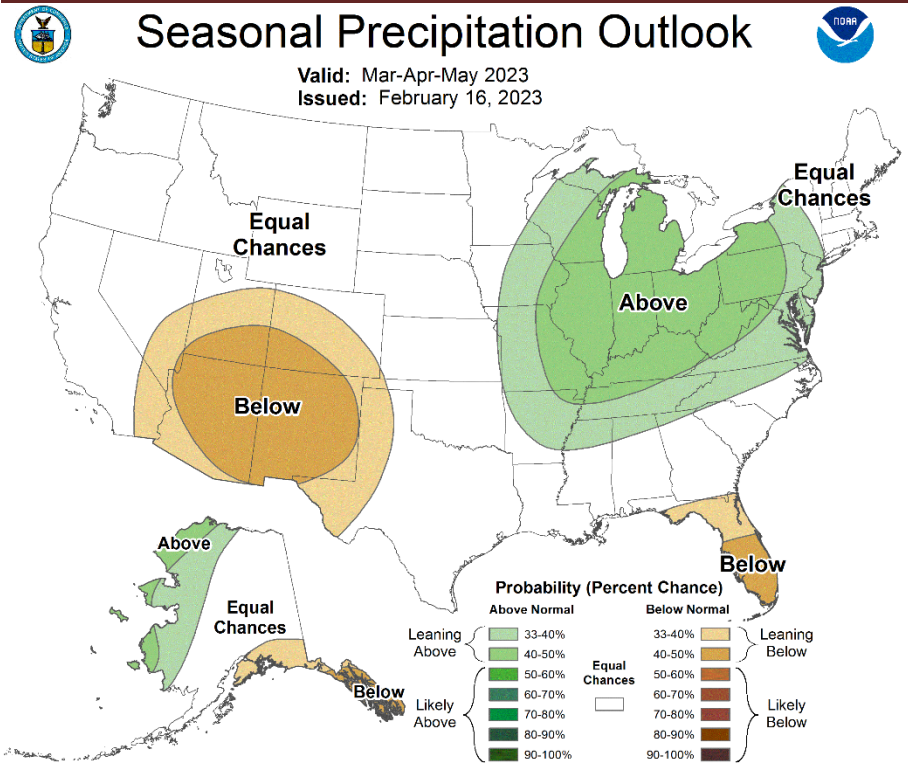 Seasonal Precipitation Outlook
NOAA
Valid: Mar-Apr-May 2023
Issued: February 16, 2023
Equal
Chances
Equal
Chances
Above
Below
Above
Equal
Chances
Below
Below
Probability (Percent Chance)
Above Normal
Below Normal
Leaning
Above
33-40%
40-50%
50-60%
60-70%
70-80%
80-90%
90-100%
Likely
Above
Equal
Chances
33-40%
40-50%
50-60%
60-70%
70-80%
80-90%
90-100%
Leaning
Below
Likely
Below